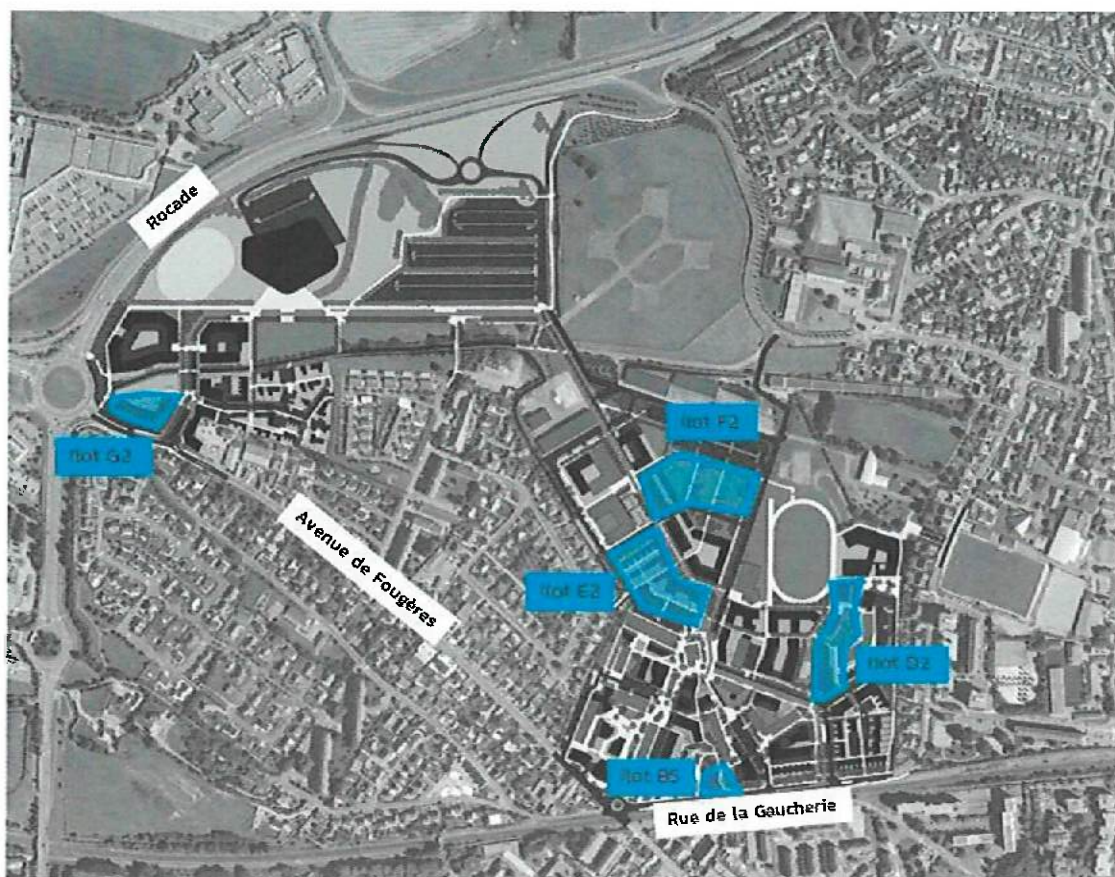 Rocade
Ilot F2
Ilot G2
Avenue de Fougères
Ilot E2
Ilot D2
Ilot B5
Rue de la Gaucherie